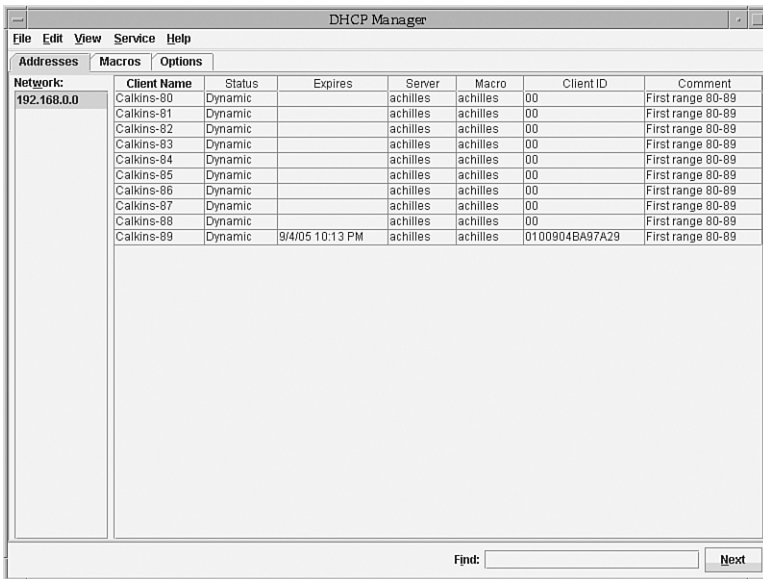 DHCP Manager
File Edit View Service Help
Addresses Macros Options
Network:
192.168.0.0
Client Name Status Expires Server Macro Client ID Comment
Calkins-80 Dynamic achilles achilles 00 First range 80-89
Calkins-81 Dynamic achilles achilles 00 First range 80-89
Calkins-82 Dynamic achilles achilles 00 First range 80-89
Calkins-83 Dynamic achilles achilles 00 First range 80-89
Calkins-84 Dynamic achilles achilles 00 First range 80-89
Calkins-85 Dynamic achilles achilles 00 First range 80-89
Calkins-86 Dynamic achilles achilles 00 First range 80-89
Calkins-87 Dynamic achilles achilles 00 First range 80-89
Calkins-88 Dynamic achilles achilles 00 First range 80-89
Calkins-89 Dynamic 9/4/05 10:13 PM achilles achilles 0100904BA97A29 First range 80-89
Find: Next